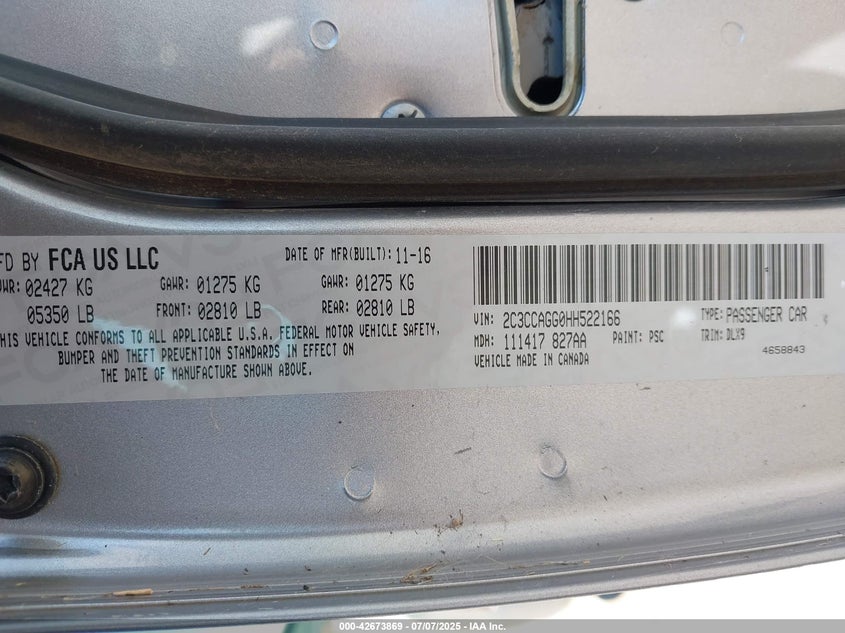 FD BY FCA US LLC DATE OF MFR(BUILT): 11-16
WR: 02427 KG GAWR: 01275 KG GAWR: 01275 KG
05350 LB FRONT: 02810 LB REAR: 02810 LB
HIS VEHICLE CONFORMS TO ALL APPLICABLE U.S.A. FEDERAL MOTOR VEHICLE SAFETY,
BUMPER AND THEFT PREVENTION STANDARDS IN EFFECT ON
THE DATE OF MANUFACTURE SHOWN ABOVE.
VIN: 2C3CCAGG0HH522166 TYPE: PASSENGER CAR
MDH: 111417 827AA PAINT: PSC TRIM: DLX9
VEHICLE MADE IN CANADA 4658843
000-42673869 - 07/07/2025 - IAA Inc.